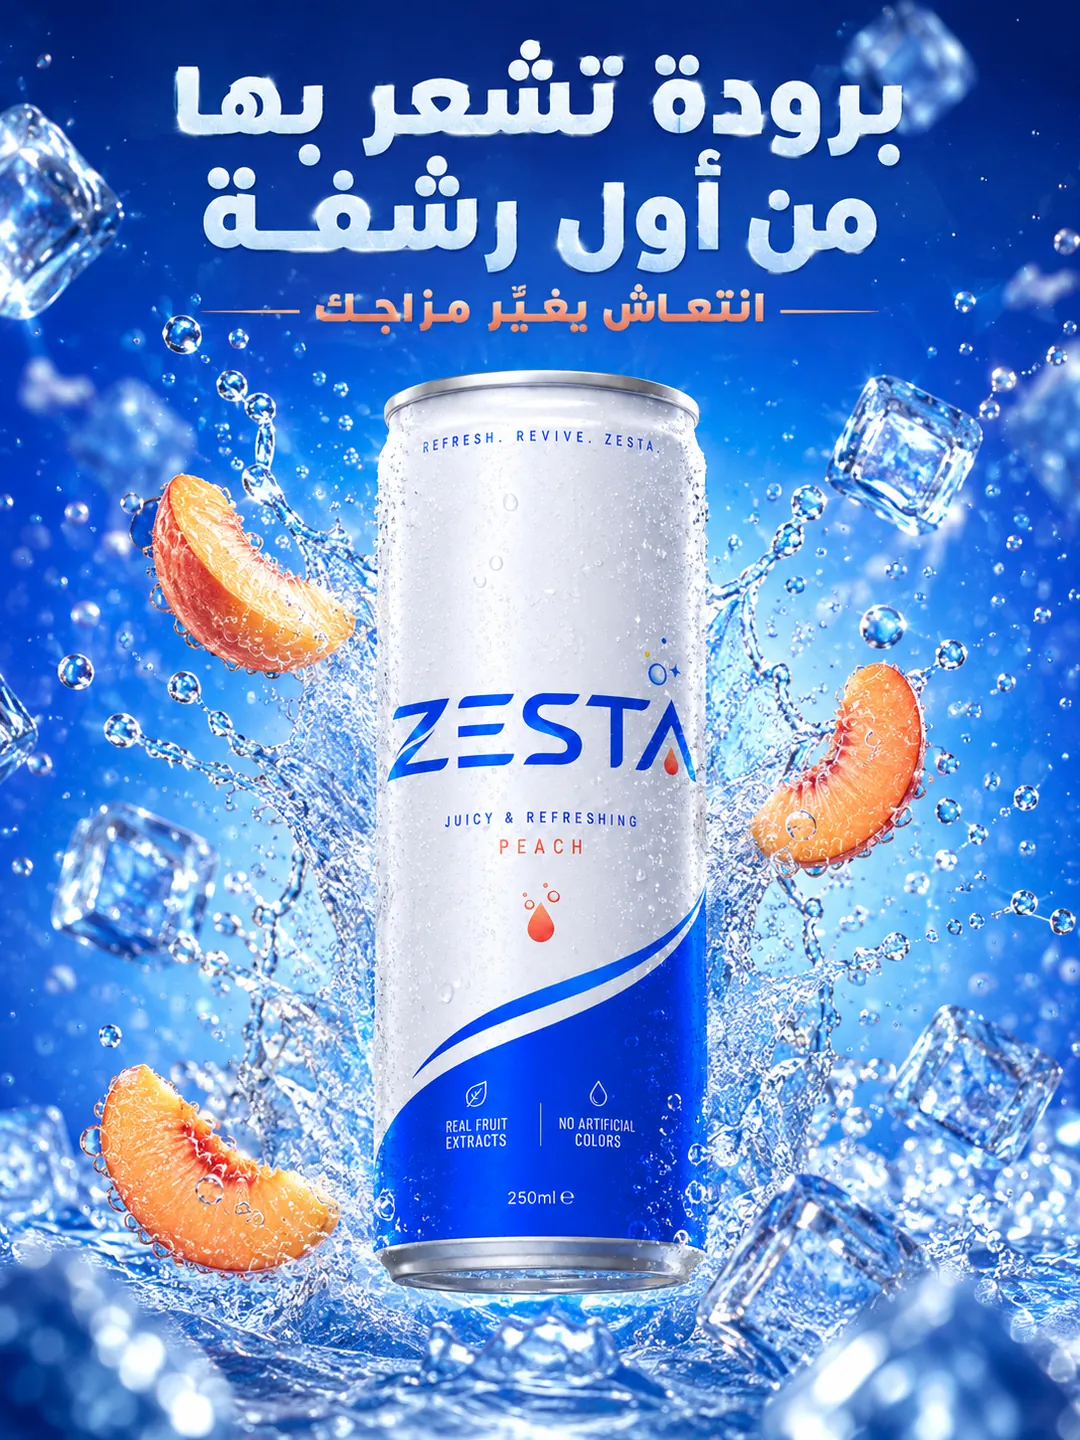 برودة تشعر بها
من أول رشفة
انتعاش يغيّر مزاجك
REFRESH. REVIVE. ZESTA.
ZESTA
JUICY & REFRESHING
PEACH
REAL FRUIT EXTRACTS
NO ARTIFICIAL COLORS
250ml ℮